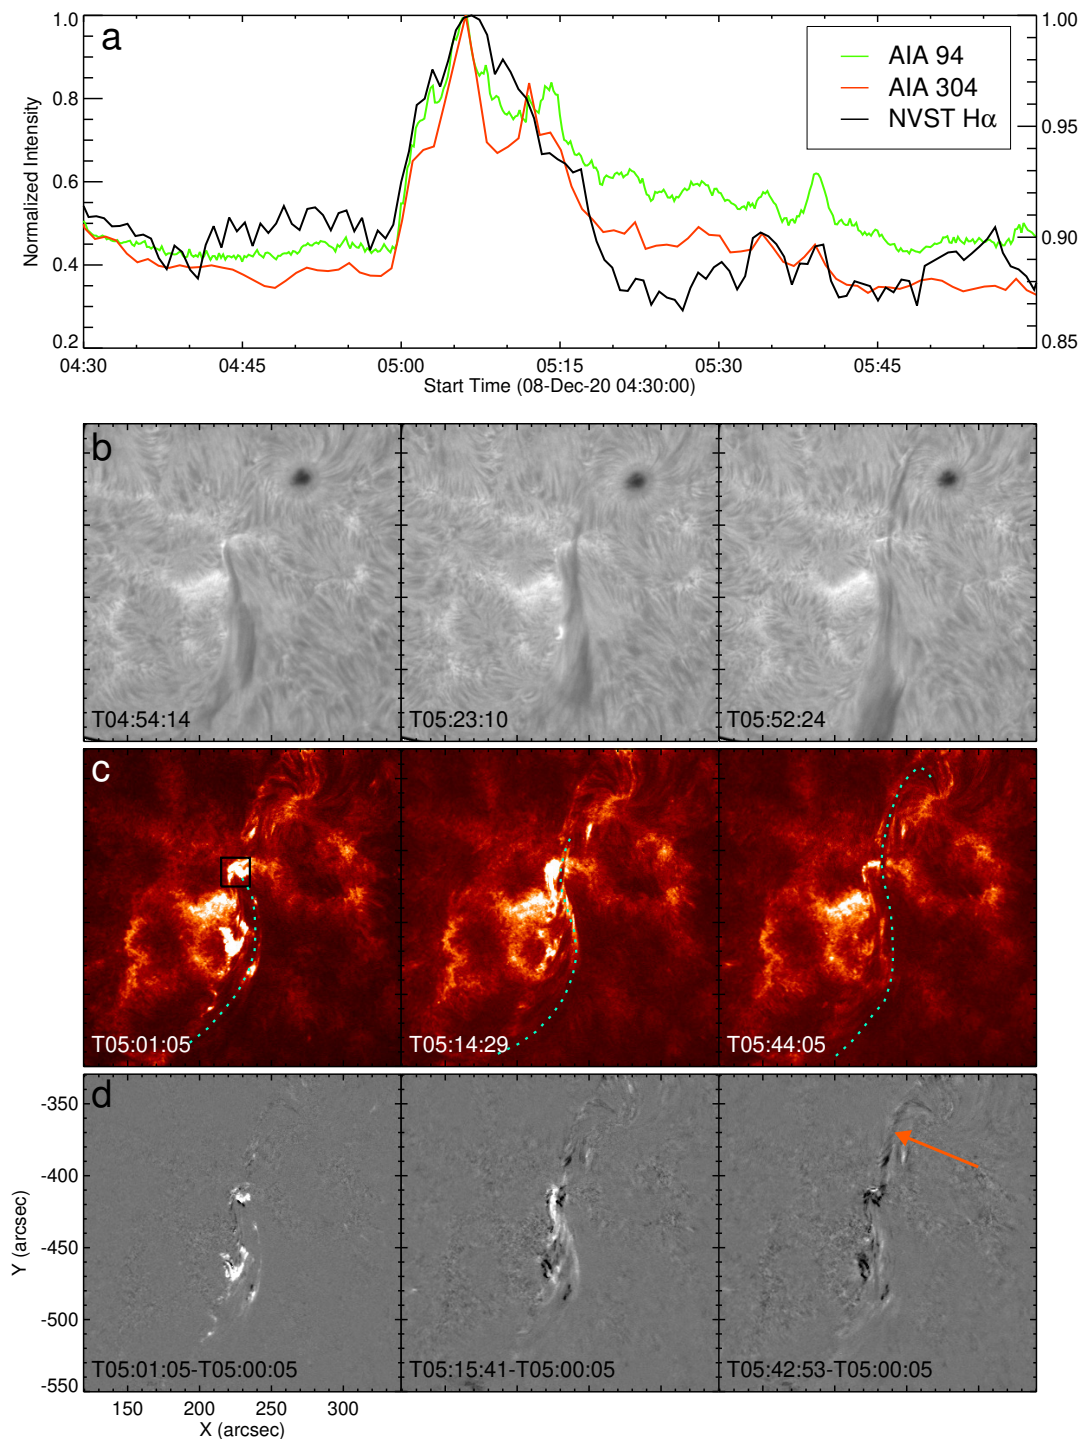 a
1.0
0.8
0.6
0.4
0.2
Normalized Intensity
1.00
0.95
0.90
0.85
AIA 94
AIA 304
NVST Hα
04:30
04:45
05:00
05:15
05:30
05:45
Start Time (08-Dec-20 04:30:00)
b
T04:54:14
T05:23:10
T05:52:24
c
T05:01:05
T05:14:29
T05:44:05
d
T05:01:05-T05:00:05
T05:15:41-T05:00:05
T05:42:53-T05:00:05
-350
-400
-450
-500
-550
Y (arcsec)
150
200
250
300
X (arcsec)